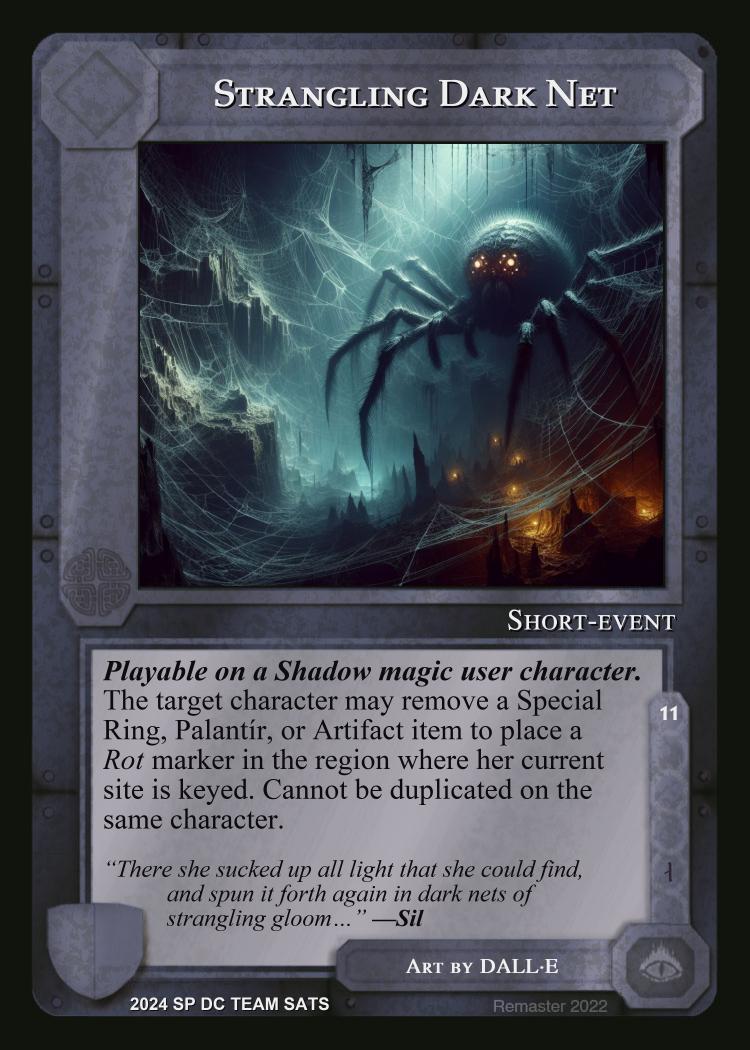 Strangling Dark Net
Short-event
Playable on a Shadow magic user character.
The target character may remove a Special
Ring, Palantír, or Artifact item to place a
Rot marker in the region where her current
site is keyed. Cannot be duplicated on the
same character.
11
“There she sucked up all light that she could find,
and spun it forth again in dark nets of
strangling gloom…” —Sil
Art by DALL·E
2024 SP DC TEAM SATS
Remaster 2022